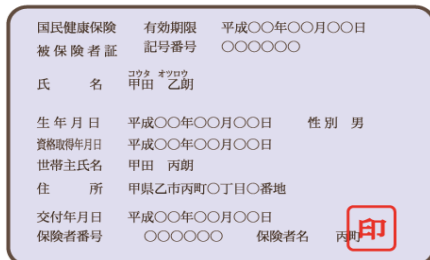 国民健康保険 有効期限 平成〇〇年〇〇月〇〇日
被保険者証 記号番号 〇〇〇〇〇〇
コウタ オツロウ
氏名 甲田 乙朗
生年月日 平成〇〇年〇〇月〇〇日 性別 男
資格取得年月日 平成〇〇年〇〇月〇〇日
世帯主氏名 甲田 丙朗
住所 甲県乙市丙町〇丁目〇番地
交付年月日 平成〇〇年〇〇月〇〇日
保険者番号 〇〇〇〇〇〇 保険者名 丙町 印